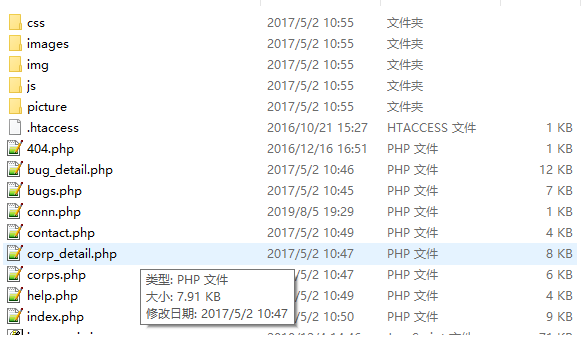 css 2017/5/2 10:55 文件夹
images 2017/5/2 10:55 文件夹
img 2017/5/2 10:55 文件夹
js 2017/5/2 10:55 文件夹
picture 2017/5/2 10:55 文件夹
.htaccess 2016/10/21 15:27 HTACCESS 文件 1 KB
404.php 2016/12/16 16:51 PHP 文件 1 KB
bug_detail.php 2017/5/2 10:46 PHP 文件 12 KB
bugs.php 2017/5/2 10:45 PHP 文件 7 KB
conn.php 2019/8/5 19:29 PHP 文件 1 KB
contact.php 2017/5/2 10:49 PHP 文件 4 KB
corp_detail.php 2017/5/2 10:47 PHP 文件 8 KB
corps.php 2017/5/2 10:47 PHP 文件 6 KB
help.php 2017/5/2 10:49 PHP 文件 4 KB
index.php 2017/5/2 10:50 PHP 文件 9 KB
类型: PHP 文件
大小: 7.91 KB
修改日期: 2017/5/2 10:47